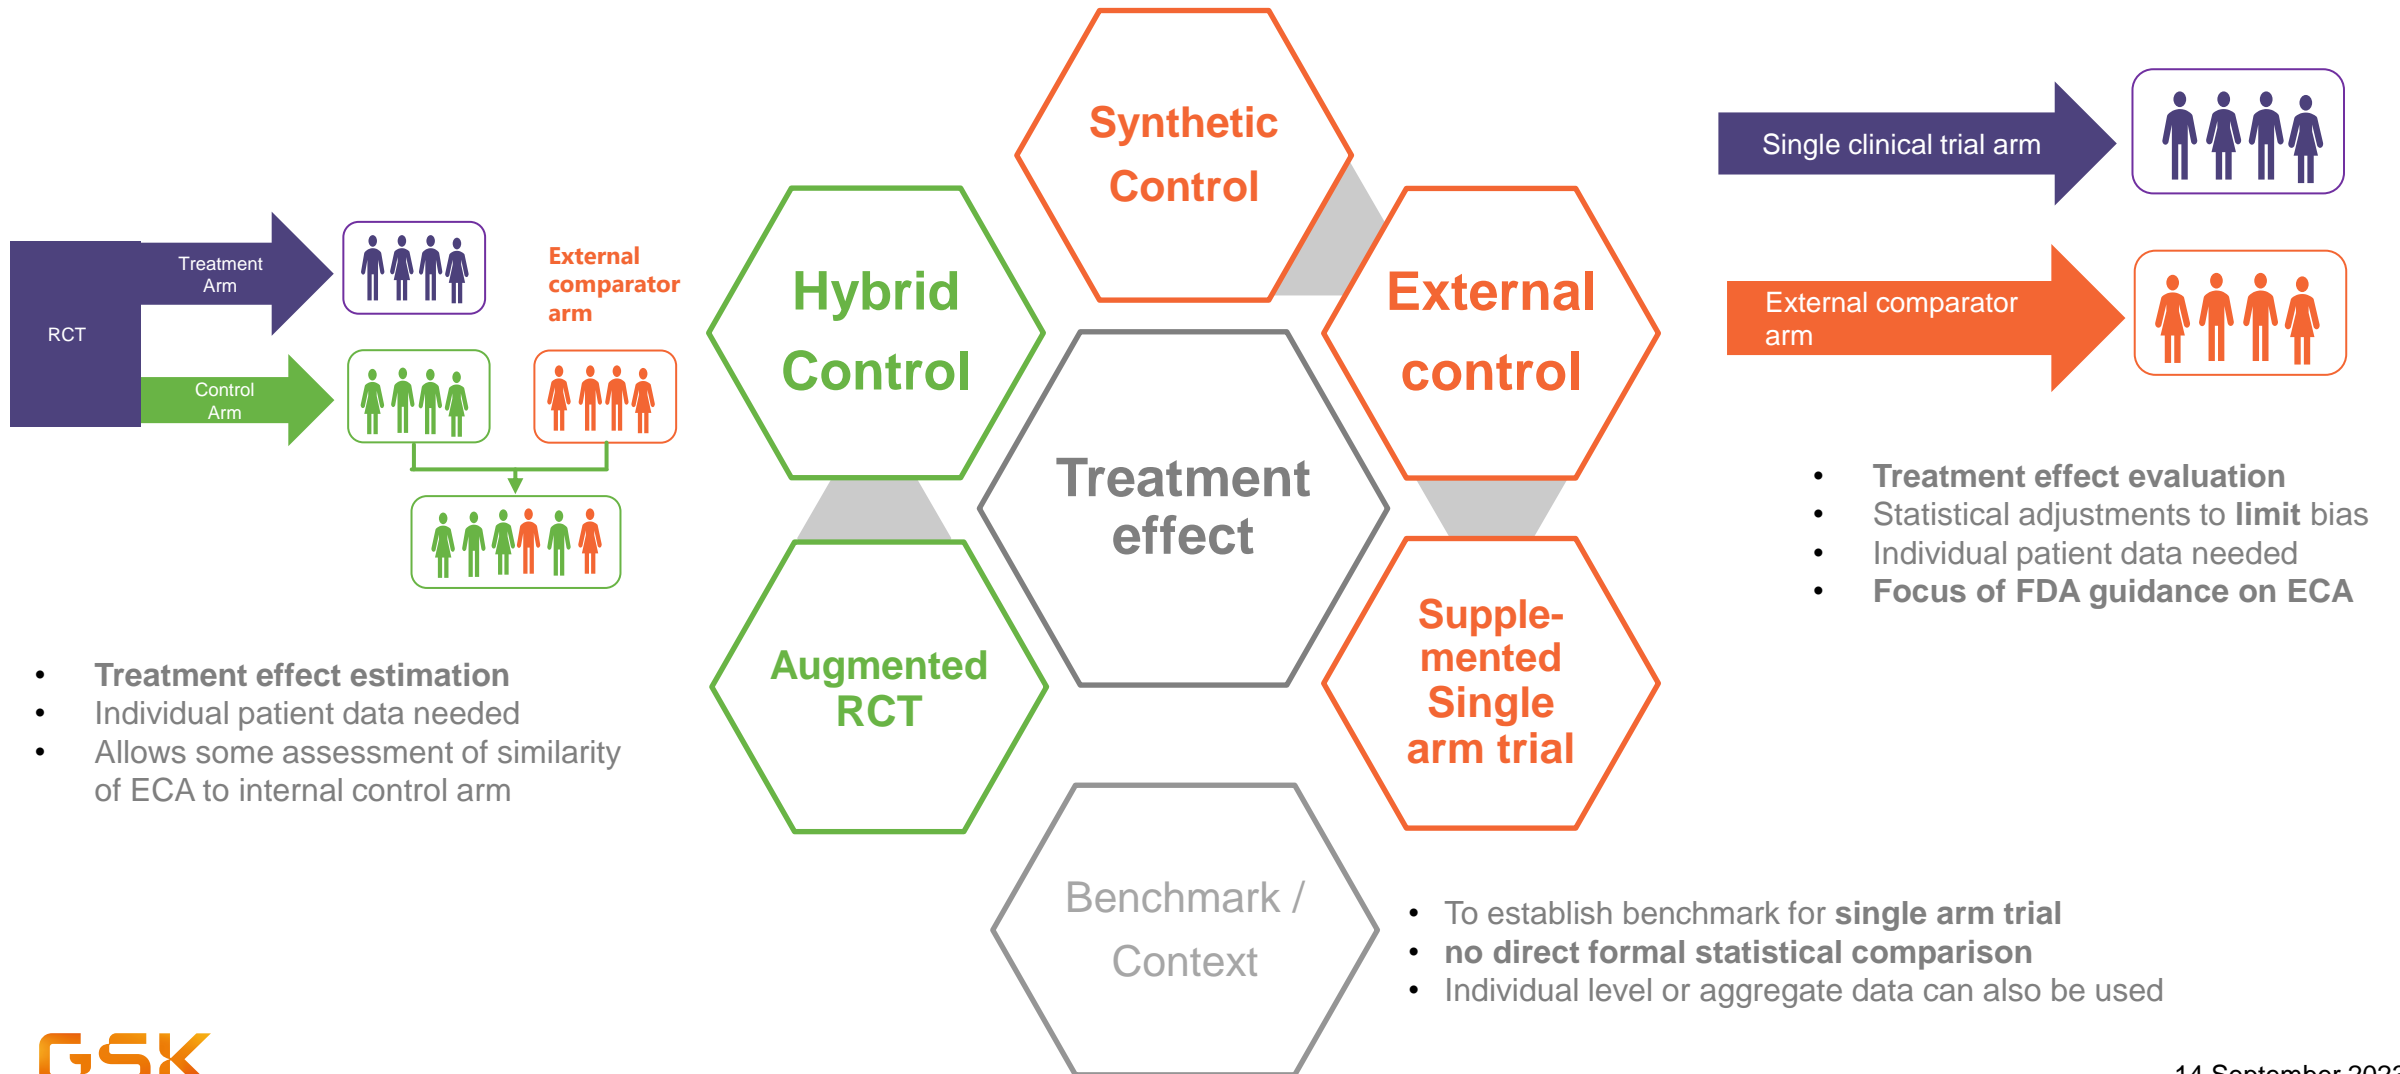 Synthetic
Control
Hybrid
Control
External
control
Treatment
effect
Augmented
RCT
Supple-
mented
Single
arm trial
Benchmark /
Context
RCT
Treatment
Arm
Control
Arm
External
comparator
arm
• Treatment effect estimation
• Individual patient data needed
• Allows some assessment of similarity
of ECA to internal control arm
Single clinical trial arm
External comparator
arm
• Treatment effect evaluation
• Statistical adjustments to limit bias
• Individual patient data needed
• Focus of FDA guidance on ECA
• To establish benchmark for single arm trial
• no direct formal statistical comparison
• Individual level or aggregate data can also be used
GSK
14 September 2023